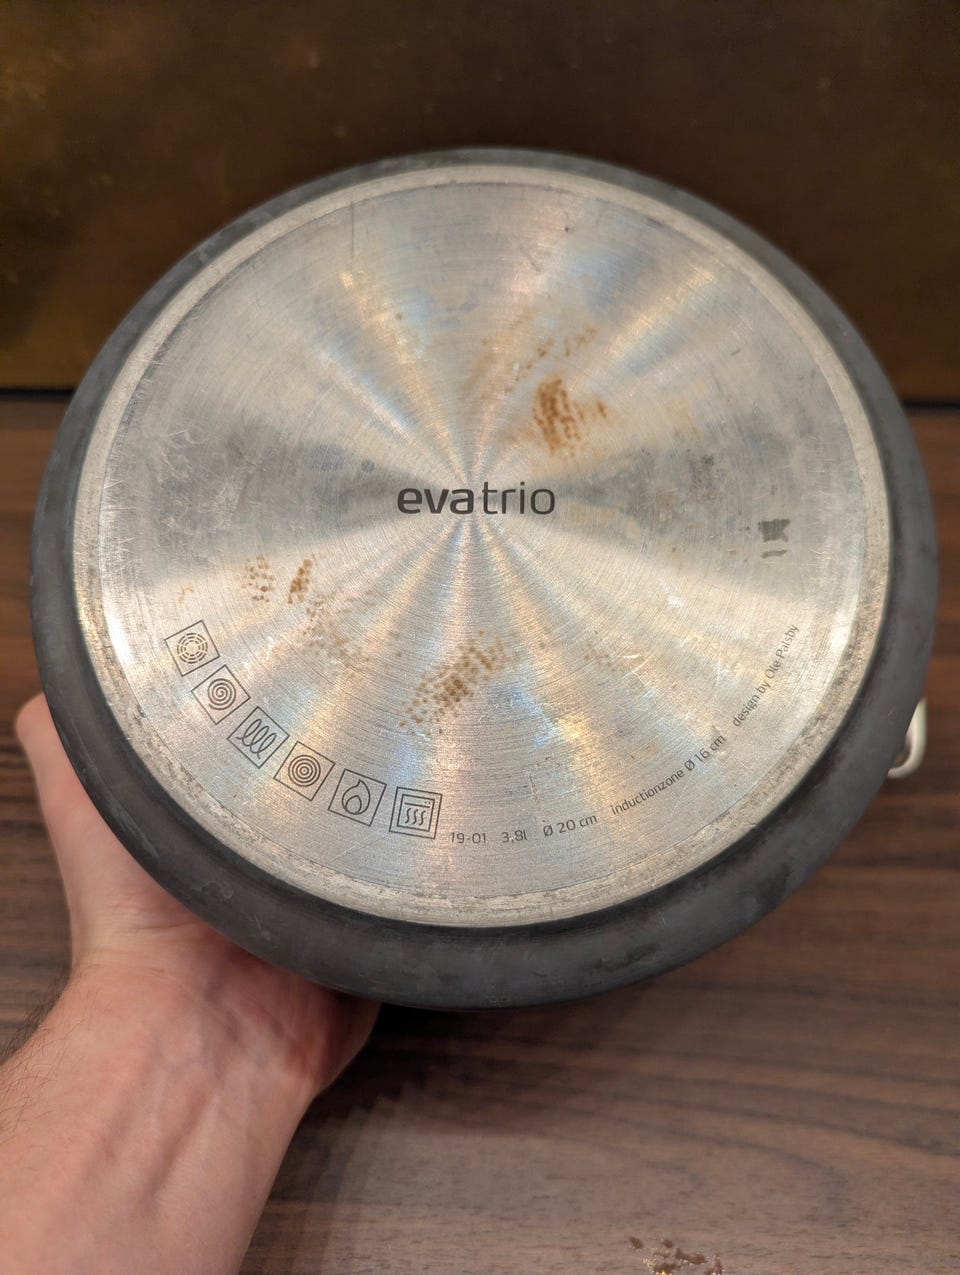 evatrio
19-01 3,8l Ø 20 cm inductionzone Ø 16 cm design by Ole Palsby